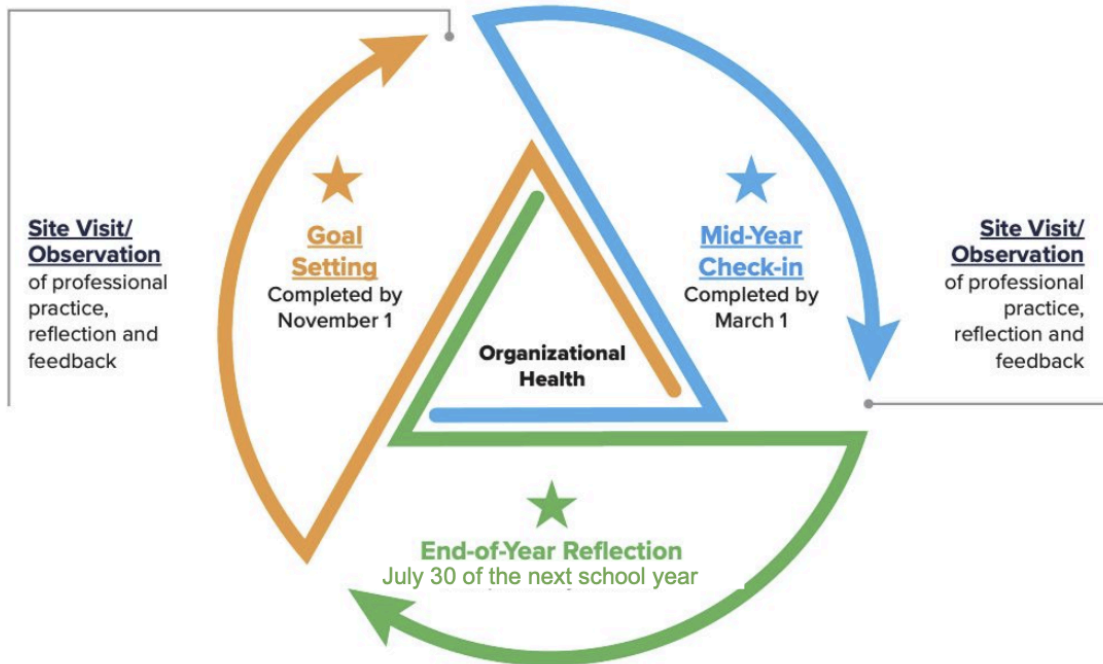 Site Visit/
Observation
of professional
practice,
reflection and
feedback
Goal
Setting
Completed by
November 1
Mid-Year
Check-in
Completed by
March 1
Site Visit/
Observation
of professional
practice,
reflection and
feedback
Organizational
Health
End-of-Year Reflection
July 30 of the next school year